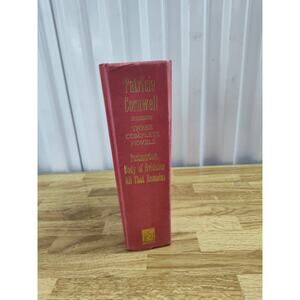 Patricia
Cornwell
THREE
COMPLETE
NOVELS
Postmortem
Body of Evidence
All That Remains